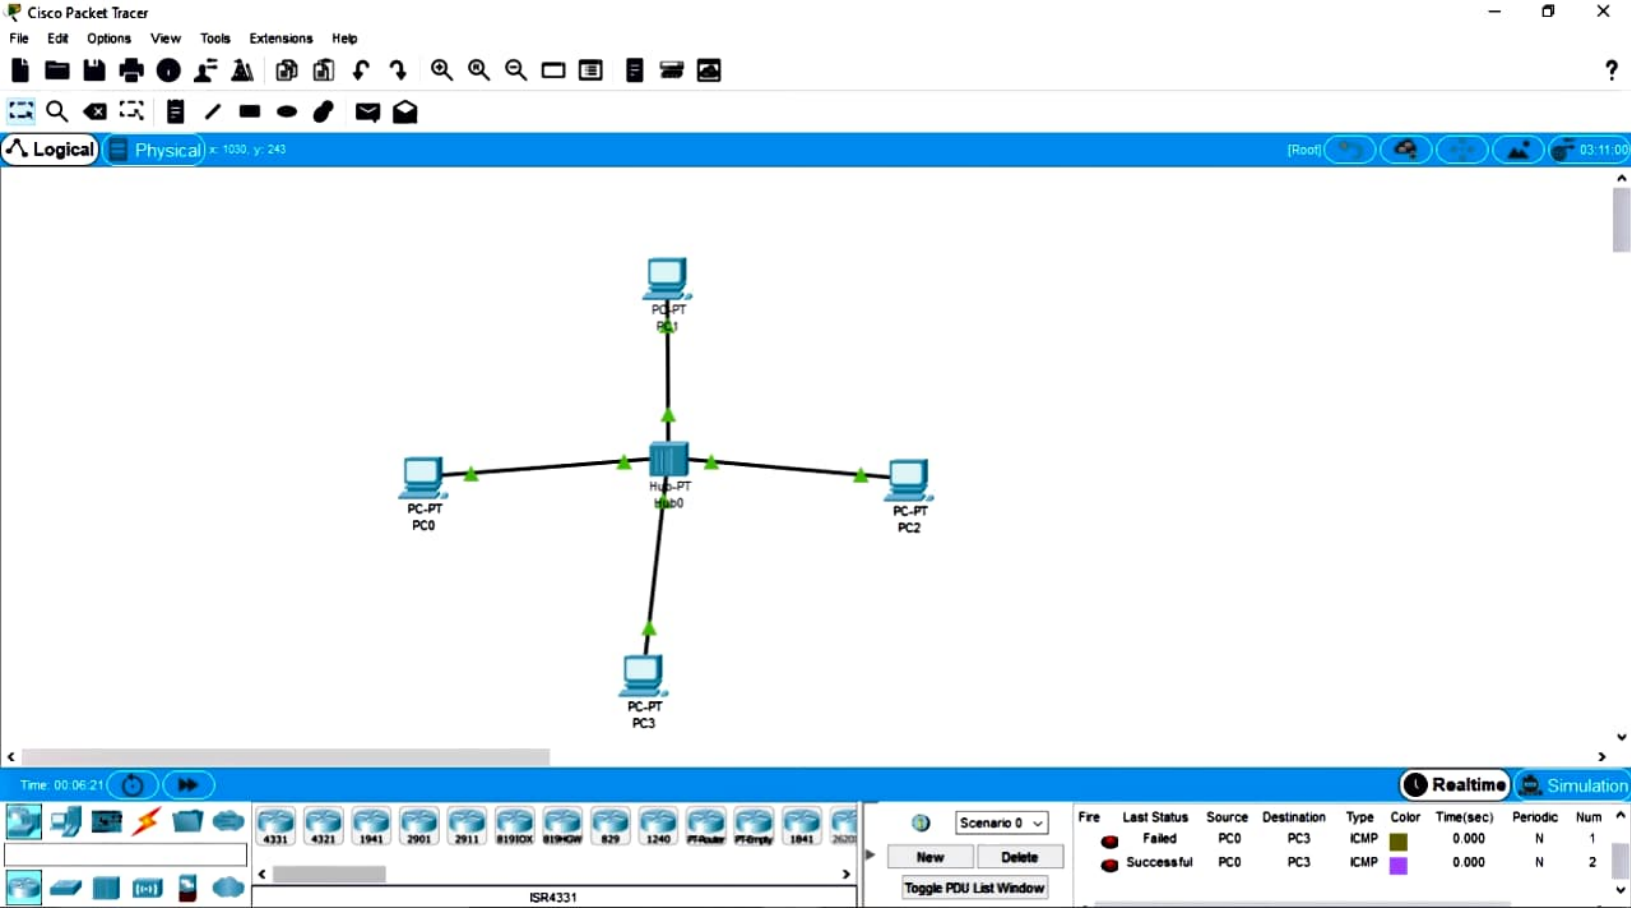 Cisco Packet Tracer
File Edit Options View Tools Extensions Help
?
Logical Physical x: 1030, y: 243 [Root] 03:11:00
PC-PT
PC1
PC-PT
PC0
Hub-PT
Hub0
PC-PT
PC2
PC-PT
PC3
Time: 00:06:21 Realtime Simulation
4331 4321 1941 2901 2911 819IOX 819HGW 829 1240 PT-Router PT-Empty 1841 2620
ISR4331
Scenario 0
New Delete
Toggle PDU List Window
Fire Last Status Source Destination Type Color Time(sec) Periodic Num
Failed PC0 PC3 ICMP 0.000 N 1
Successful PC0 PC3 ICMP 0.000 N 2